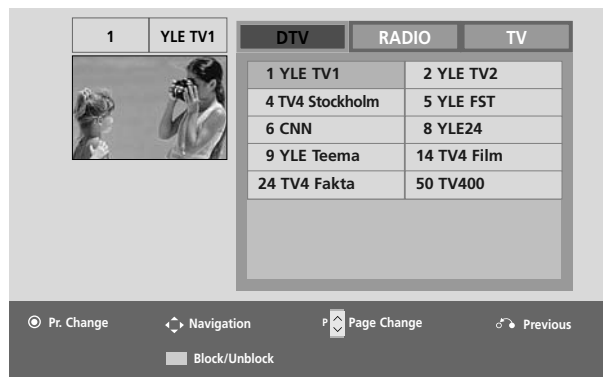 1 YLE TV1
DTV RADIO TV
1 YLE TV1 2 YLE TV2
4 TV4 Stockholm 5 YLE FST
6 CNN 8 YLE24
9 YLE Teema 14 TV4 Film
24 TV4 Fakta 50 TV400
Pr. Change Navigation P Page Change Previous
Block/Unblock